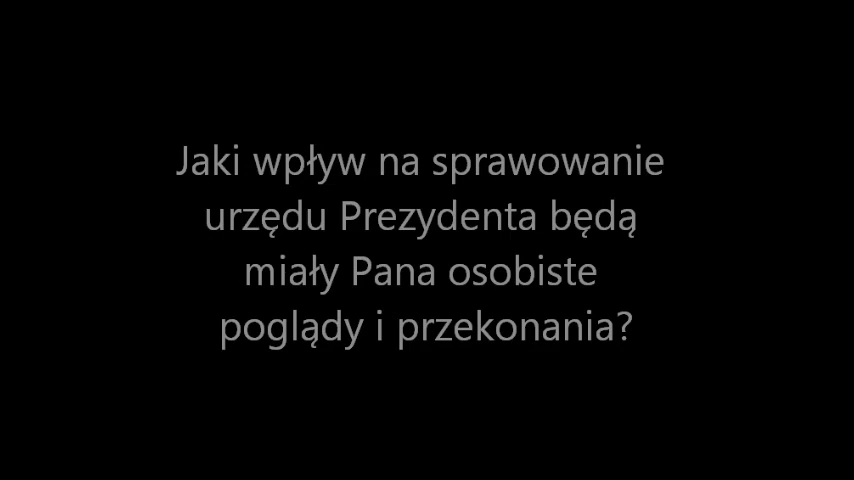 Jaki wpływ na sprawowanie
urzędu Prezydenta będą
miały Pana osobiste
poglądy i przekonania?